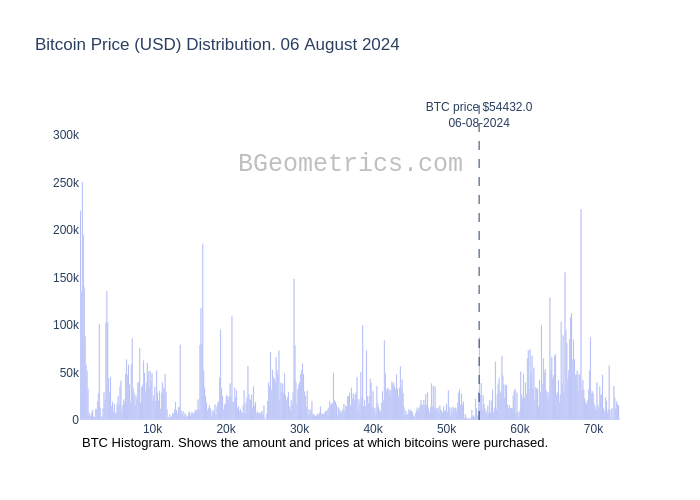 Bitcoin Price (USD) Distribution. 06 August 2024
BTC price $54432.0
06-08-2024
300k
BGeometrics.com
250k
200k
150k
100k
50k
0
10k 20k 30k 40k 50k 60k 70k
BTC Histogram. Shows the amount and prices at which bitcoins were purchased.